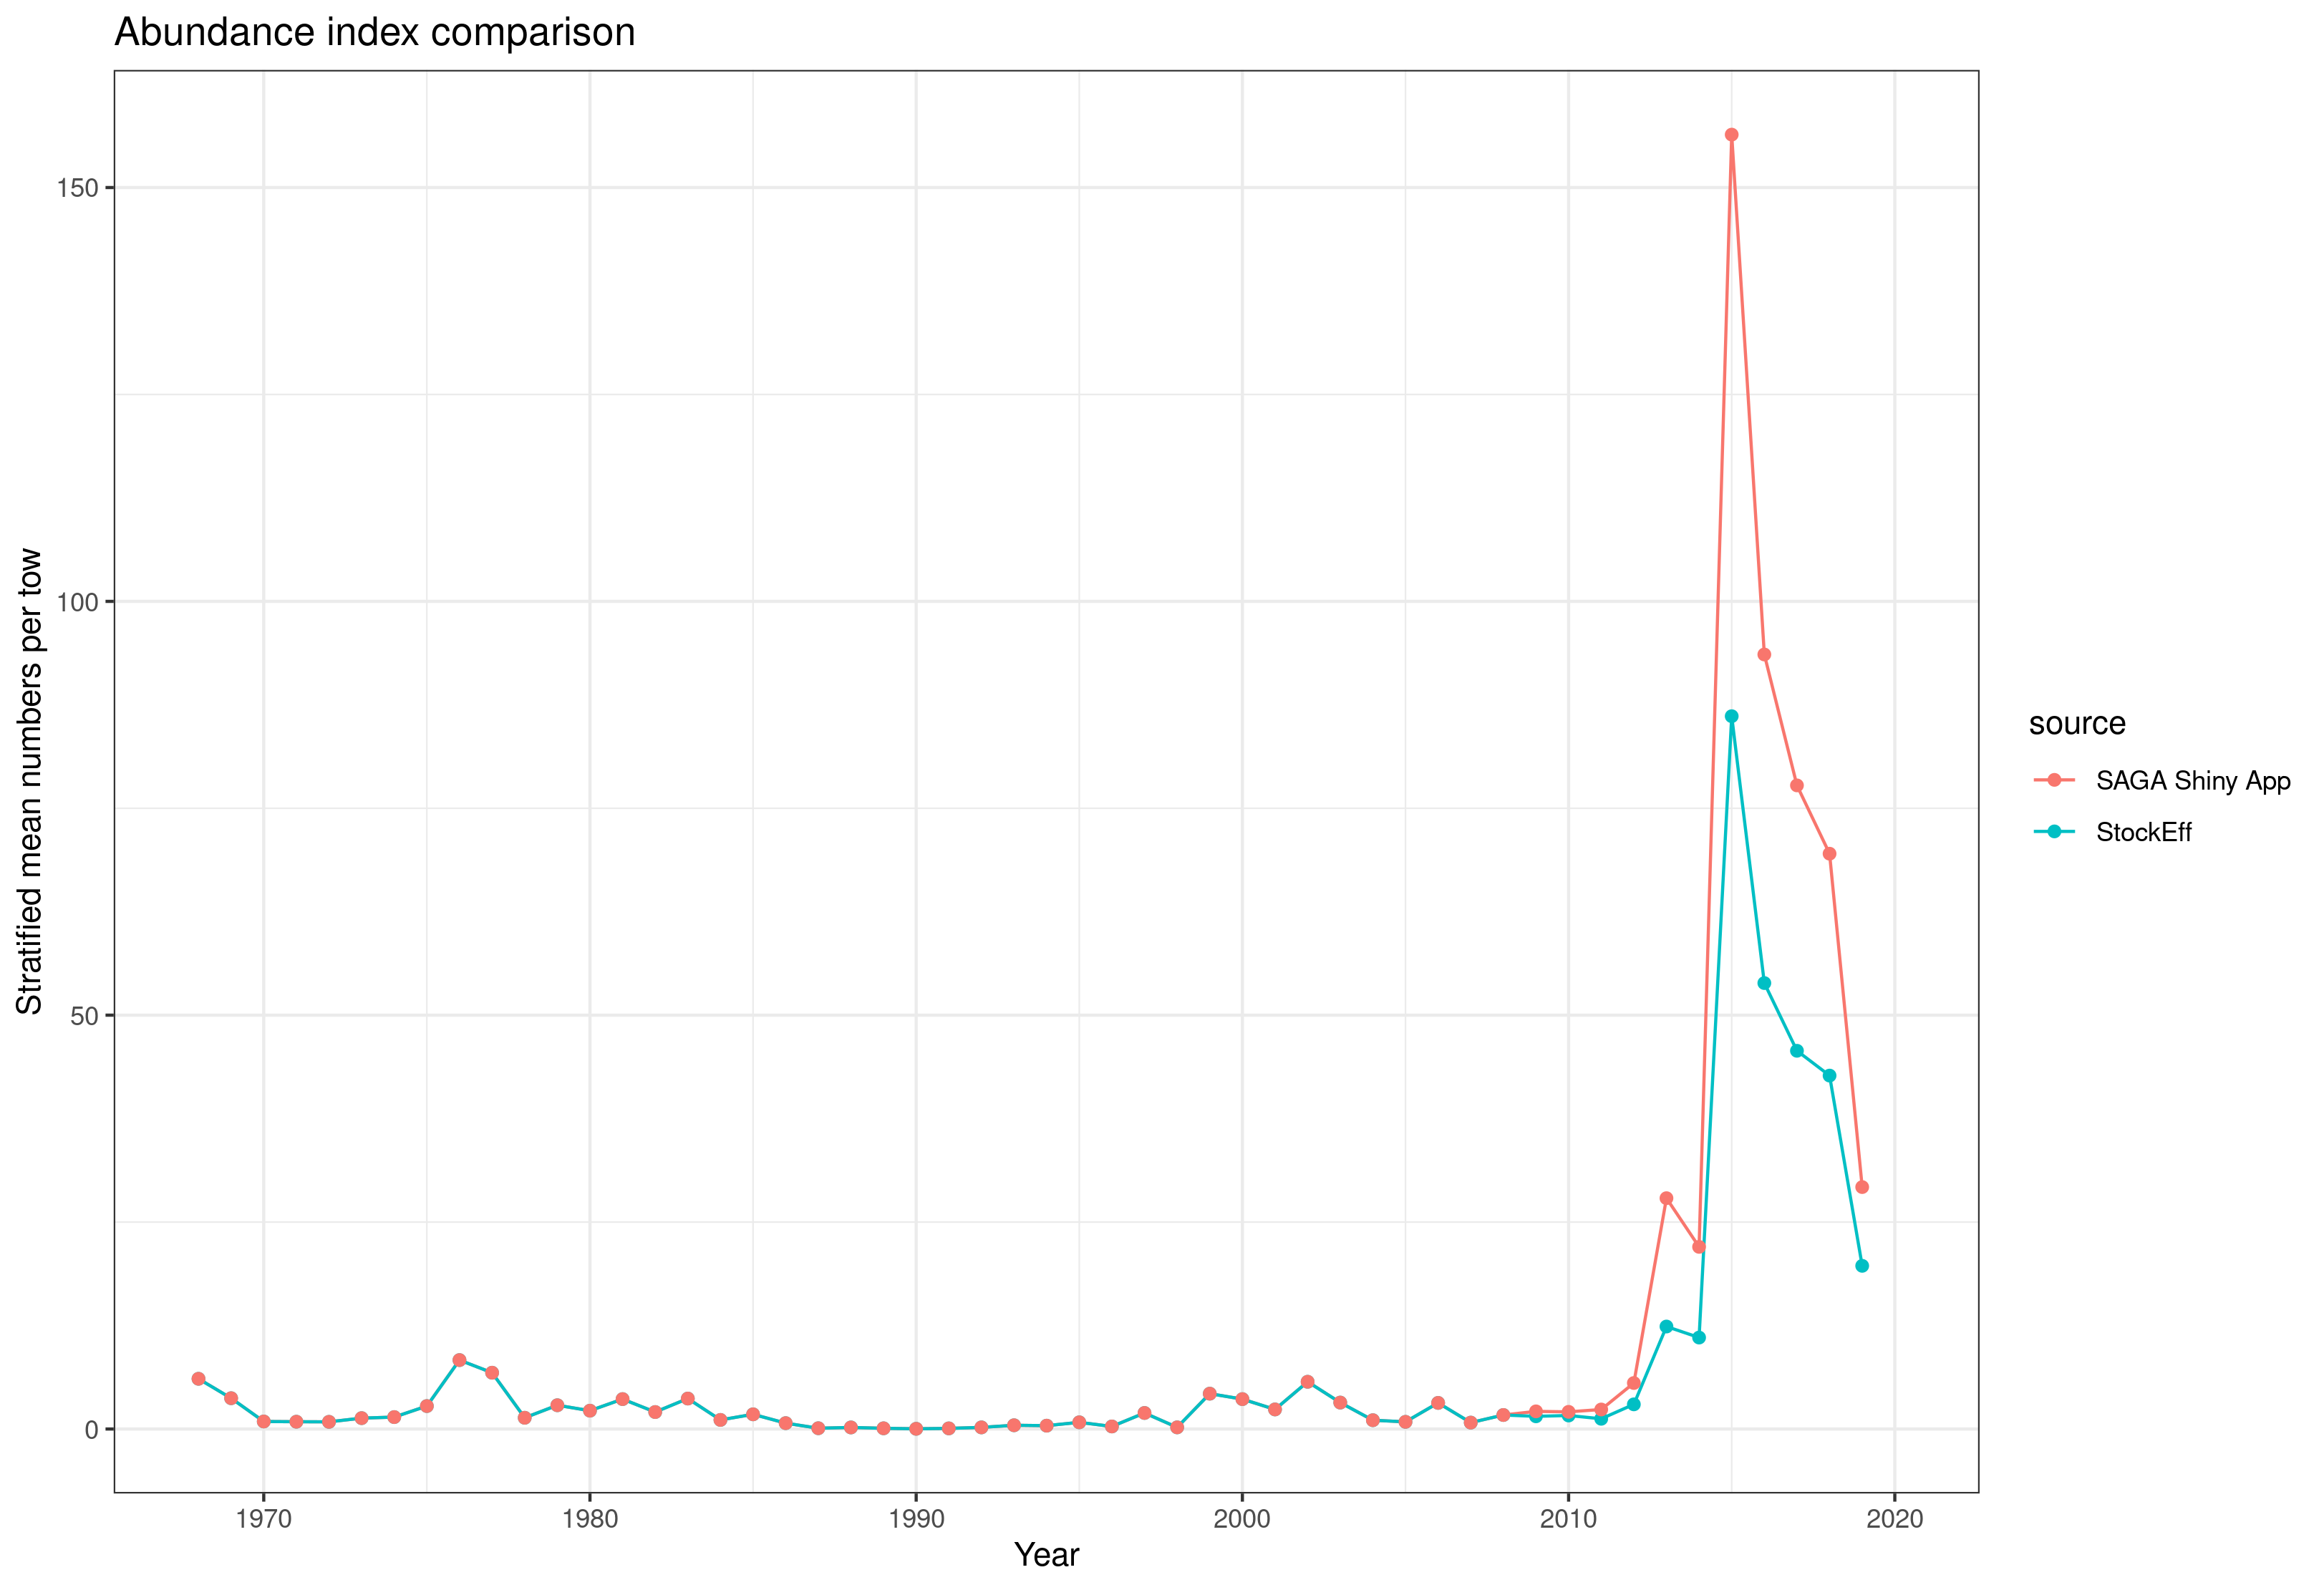 Abundance index comparison
Stratified mean numbers per tow
150
100
50
0
1970 1980 1990 2000 2010 2020
Year
source
SAGA Shiny App
StockEff